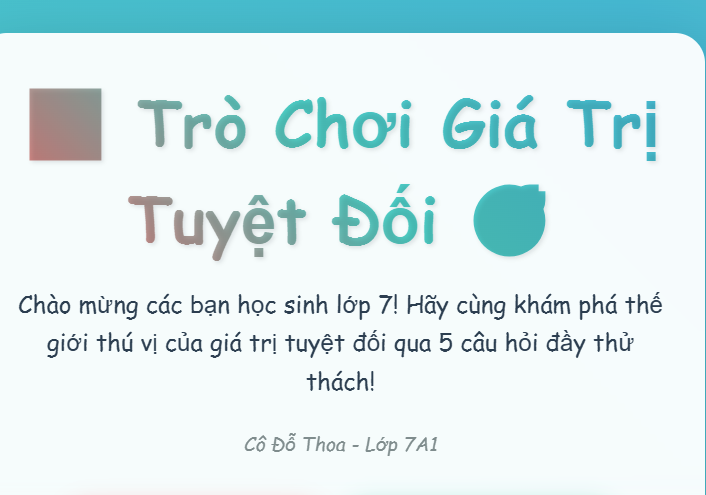 Trò Chơi Giá Trị
Tuyệt Đối
Chào mừng các bạn học sinh lớp 7! Hãy cùng khám phá thế
giới thú vị của giá trị tuyệt đối qua 5 câu hỏi đầy thử
thách!
Cô Đỗ Thoa - Lớp 7A1